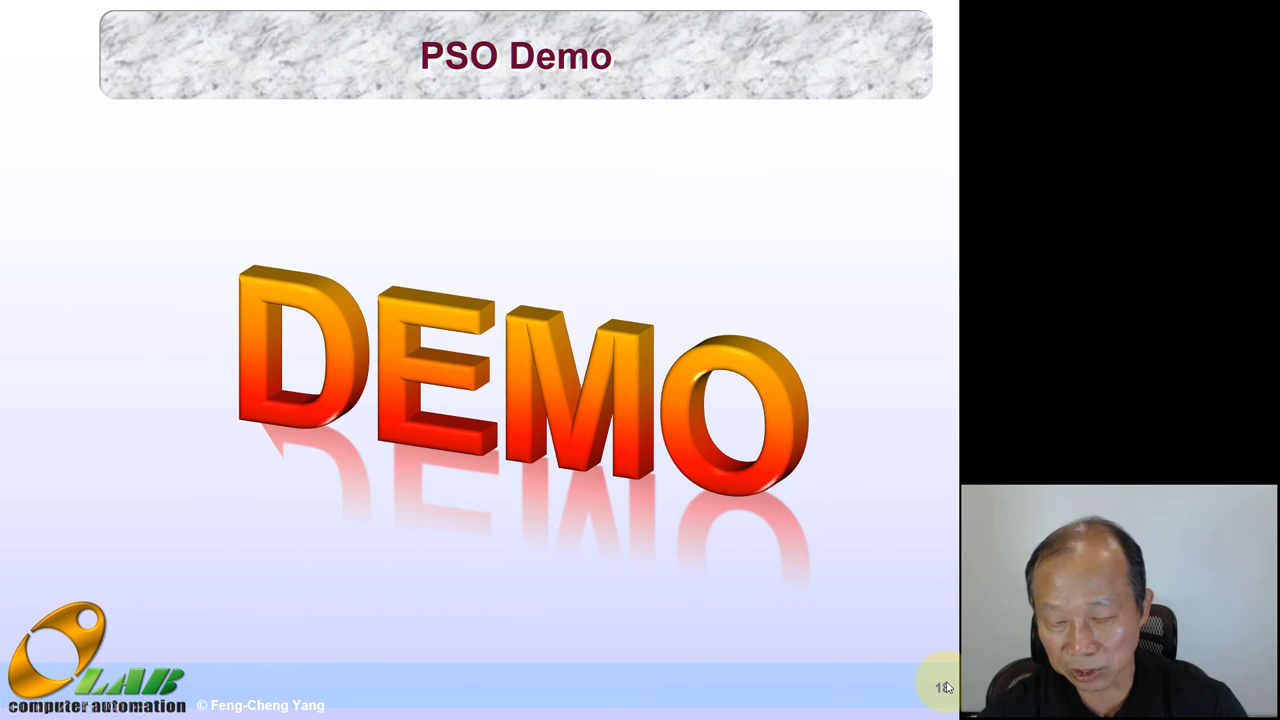 PSO Demo
DEMO
LAB
computer automation
© Feng-Cheng Yang